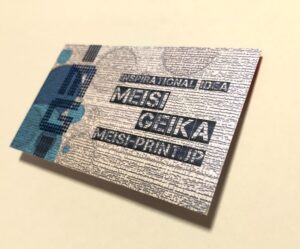 INSPIRATIONAL IDEA
MEISI
GEIKA
MEISI-PRINT.JP